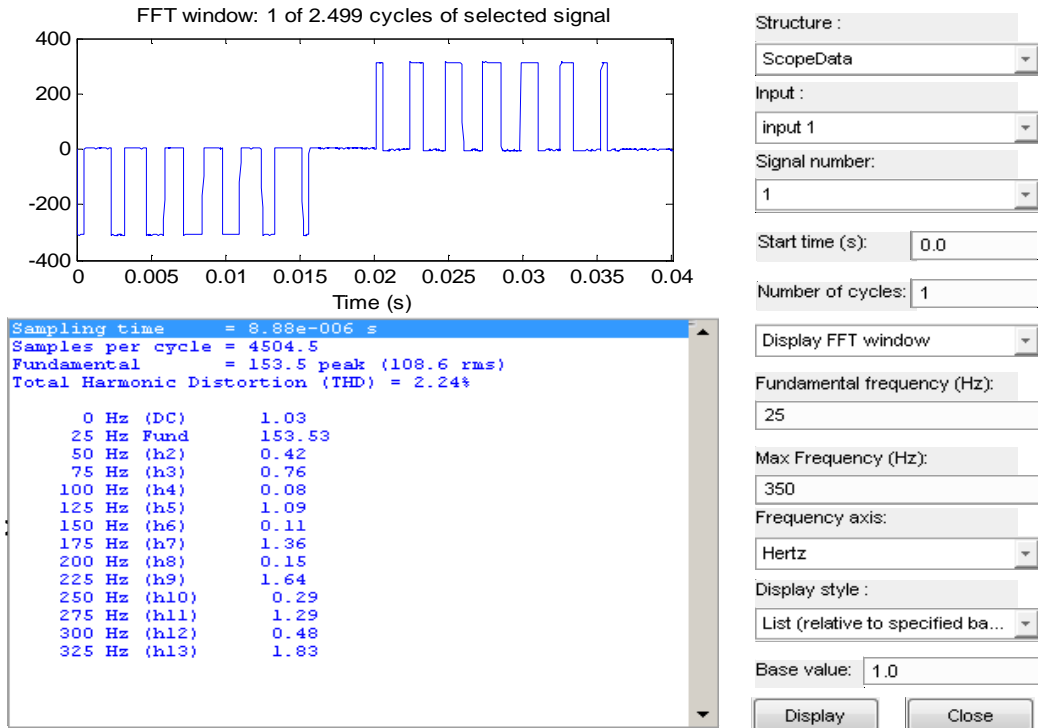 FFT window: 1 of 2.499 cycles of selected signal
400
200
0
-200
-400
0 0.005 0.01 0.015 0.02 0.025 0.03 0.035 0.04
Time (s)
Sampling time = 8.88e-006 s
Samples per cycle = 4504.5
Fundamental = 153.5 peak (108.6 rms)
Total Harmonic Distortion (THD) = 2.24%
0 Hz (DC) 1.03
25 Hz Fund 153.53
50 Hz (h2) 0.42
75 Hz (h3) 0.76
100 Hz (h4) 0.08
125 Hz (h5) 1.09
150 Hz (h6) 0.11
175 Hz (h7) 1.36
200 Hz (h8) 0.15
225 Hz (h9) 1.64
250 Hz (h10) 0.29
275 Hz (h11) 1.29
300 Hz (h12) 0.48
325 Hz (h13) 1.83
Structure :
ScopeData
Input :
input 1
Signal number:
1
Start time (s): 0.0
Number of cycles: 1
Display FFT window
Fundamental frequency (Hz):
25
Max Frequency (Hz):
350
Frequency axis:
Hertz
Display style :
List (relative to specified ba...
Base value: 1.0
Display Close